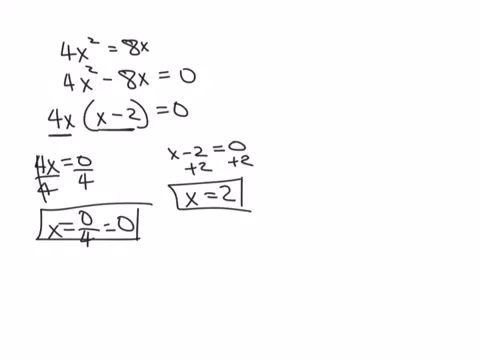 4x² = 8x
4x² - 8x = 0
4x (x-2) = 0
4x/4 = 0/4
x = 0/4 = 0
x-2 = 0
+2 +2
x = 2